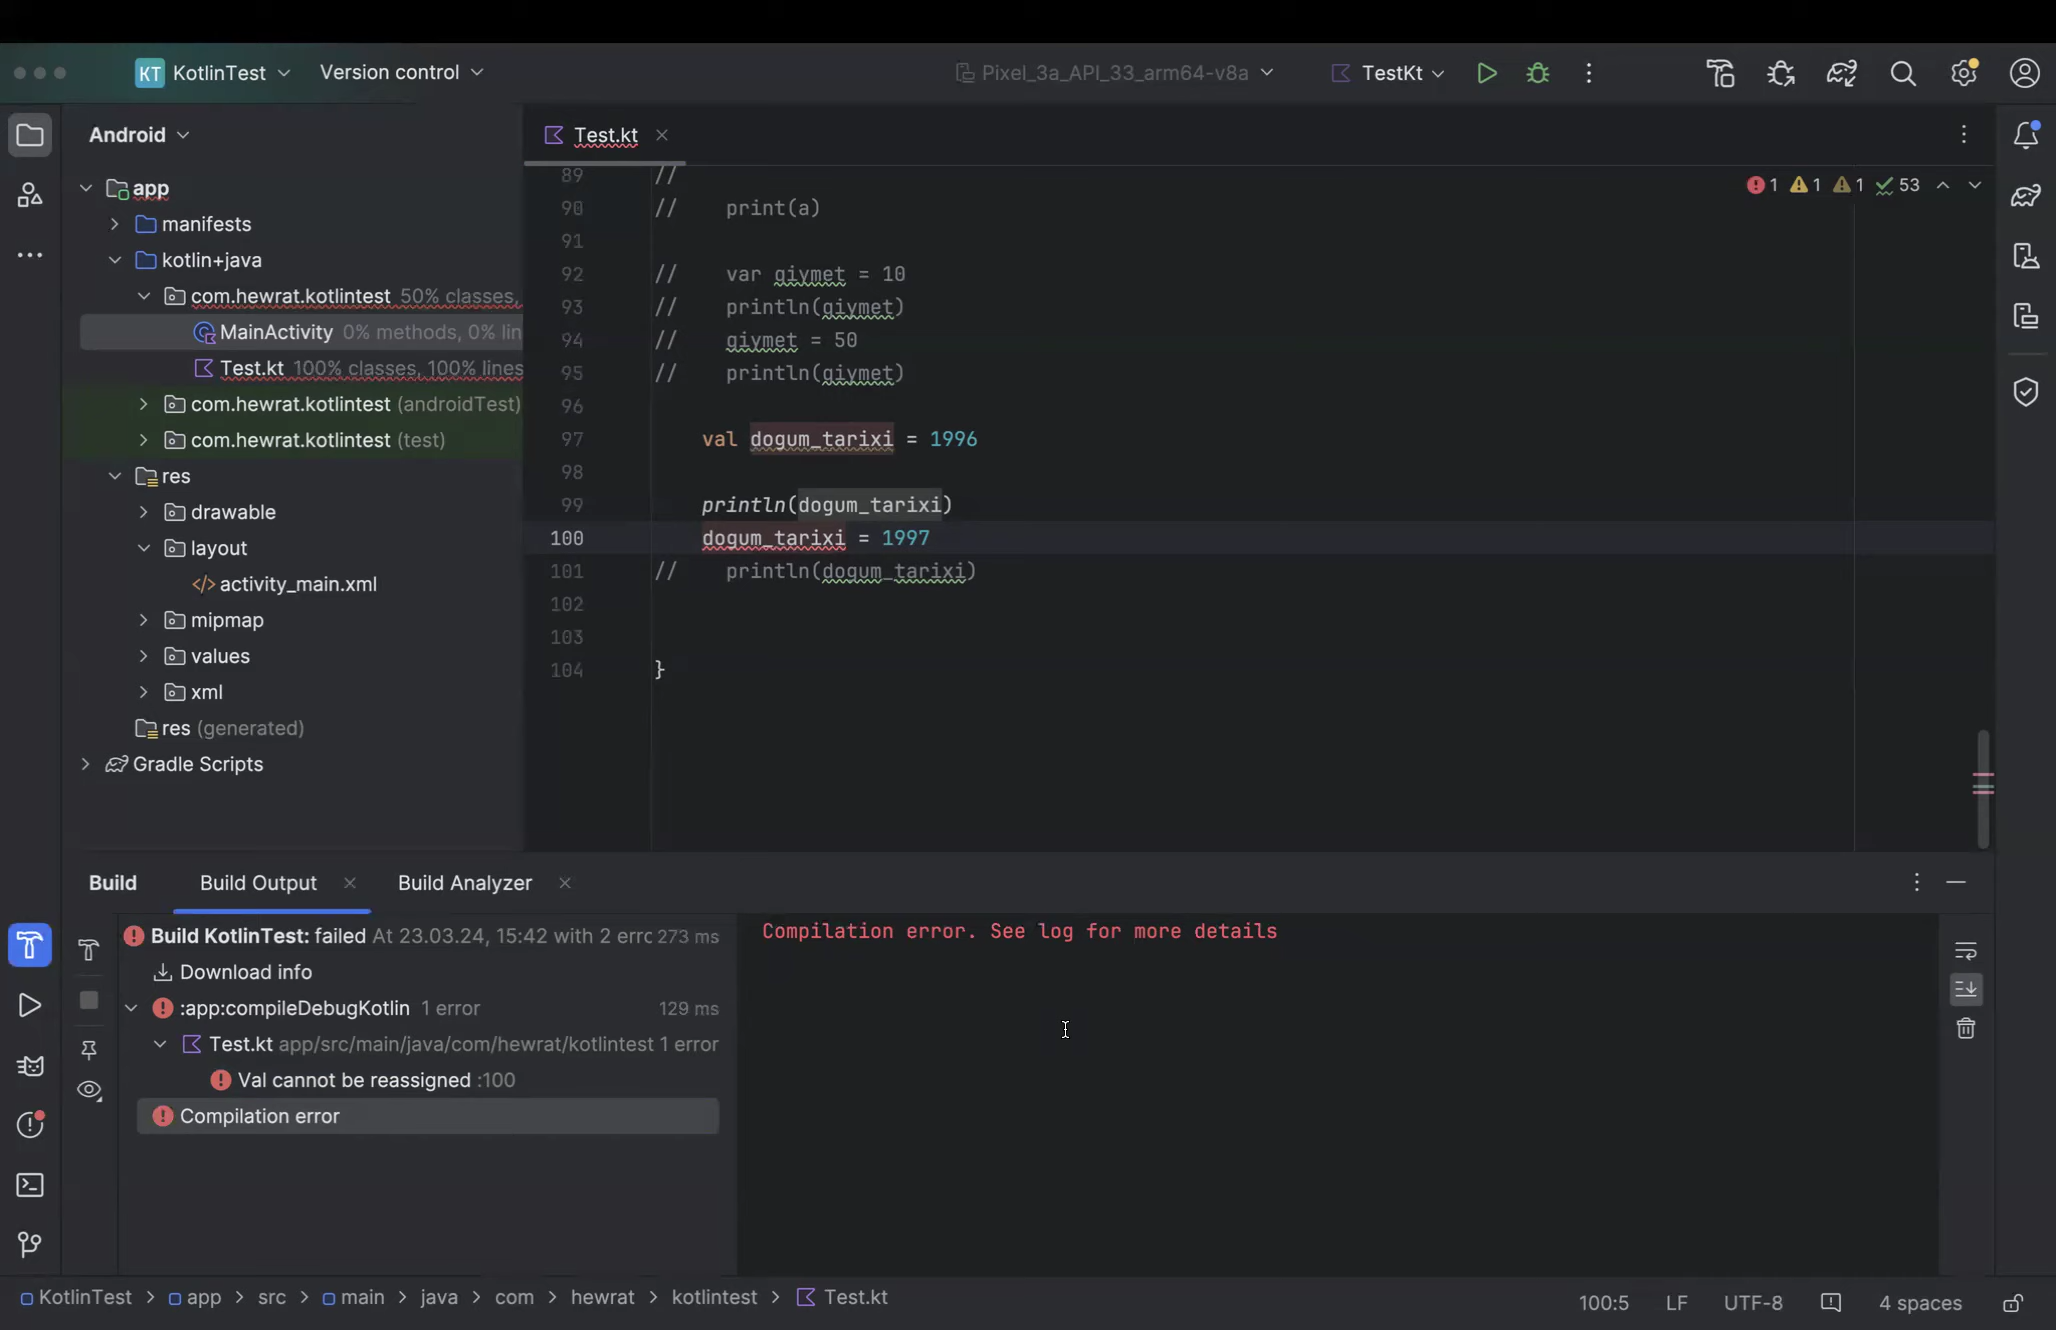 KT KotlinTest Version control Pixel_3a_API_33_arm64-v8a TestKt
Android
app
manifests
kotlin+java
com.hewrat.kotlintest 50% classes,
MainActivity 0% methods, 0% lin
Test.kt 100% classes, 100% lines
com.hewrat.kotlintest (androidTest)
com.hewrat.kotlintest (test)
res
drawable
layout
activity_main.xml
mipmap
values
xml
res (generated)
Gradle Scripts
Test.kt
1 1 1 53
89 //
90 // print(a)
91
92 // var giymet = 10
93 // println(giymet)
94 // giymet = 50
95 // println(giymet)
96
97 val dogum_tarixi = 1996
98
99 println(dogum_tarixi)
100 dogum_tarixi = 1997
101 // println(dogum_tarixi)
102
103
104 }
Build Build Output Build Analyzer
Build KotlinTest: failed At 23.03.24, 15:42 with 2 errc 273 ms
Download info
:app:compileDebugKotlin 1 error 129 ms
Test.kt app/src/main/java/com/hewrat/kotlintest 1 error
Val cannot be reassigned :100
Compilation error
Compilation error. See log for more details
KotlinTest > app > src > main > java > com > hewrat > kotlintest > Test.kt
100:5 LF UTF-8 4 spaces